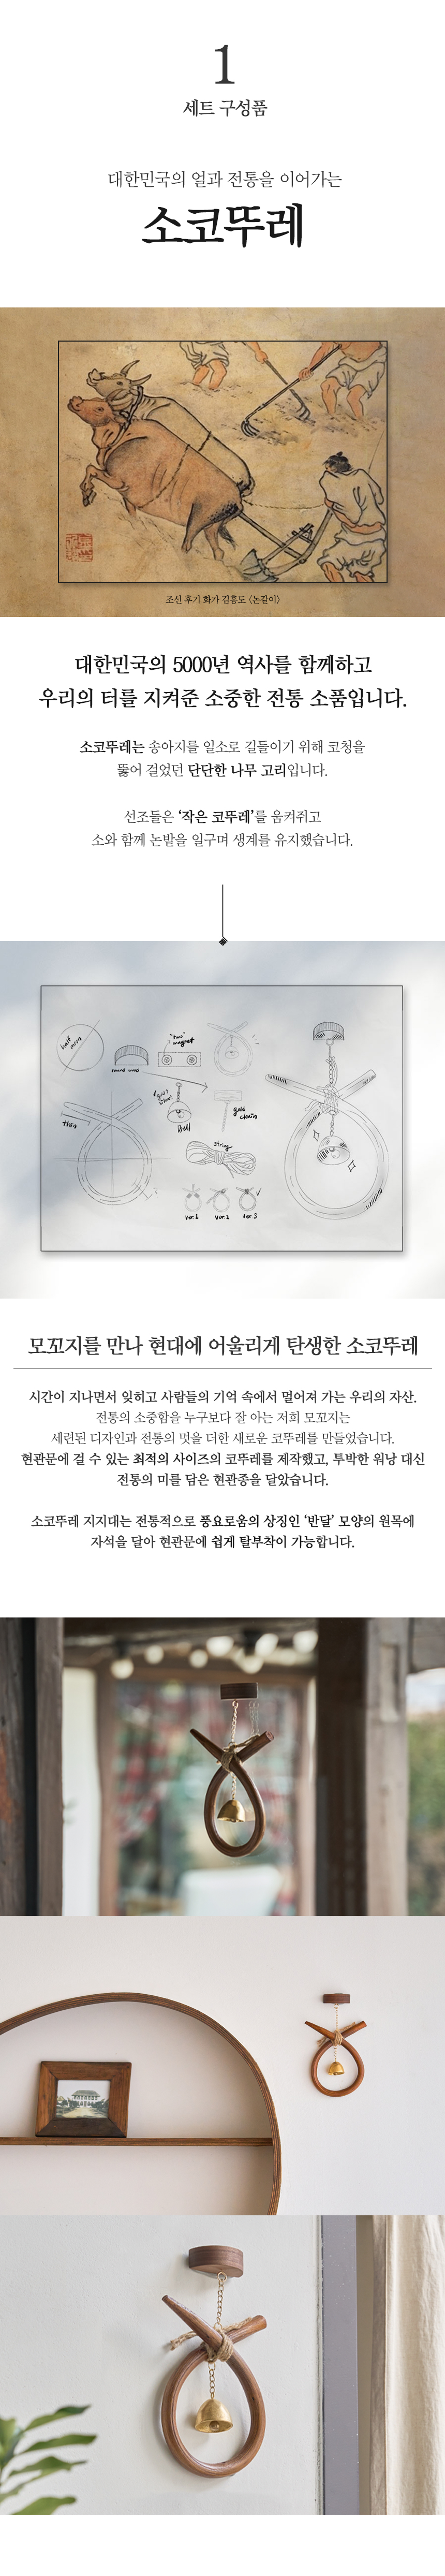 1
세트 구성품
대한민국의 얼과 전통을 이어가는
소코뚜레
조선 후기 화가 김홍도 <논갈이>
대한민국의 5000년 역사를 함께하고
우리의 터를 지켜준 소중한 전통 소품입니다.
소코뚜레는 송아지를 일소로 길들이기 위해 코청을
뚫어 걸었던 단단한 나무 고리입니다.
선조들은 ‘작은 코뚜레’를 움켜쥐고
소와 함께 논밭을 일구며 생계를 유지했습니다.
half moon
round wood
"two" magnet
Bell
gold chain
string
ver.1 ver.2 ver.3
모꼬지를 만나 현대에 어울리게 탄생한 소코뚜레
시간이 지나면서 잊히고 사람들의 기억 속에서 멀어져 가는 우리의 자산.
전통의 소중함을 누구보다 잘 아는 저희 모꼬지는
세련된 디자인과 전통의 멋을 더한 새로운 코뚜레를 만들었습니다.
현관문에 걸 수 있는 최적의 사이즈의 코뚜레를 제작했고, 투박한 워낭 대신
전통의 미를 담은 현관종을 달았습니다.
소코뚜레 지지대는 전통적으로 풍요로움의 상징인 ‘반달’ 모양의 원목에
자석을 달아 현관문에 쉽게 탈부착이 가능합니다.